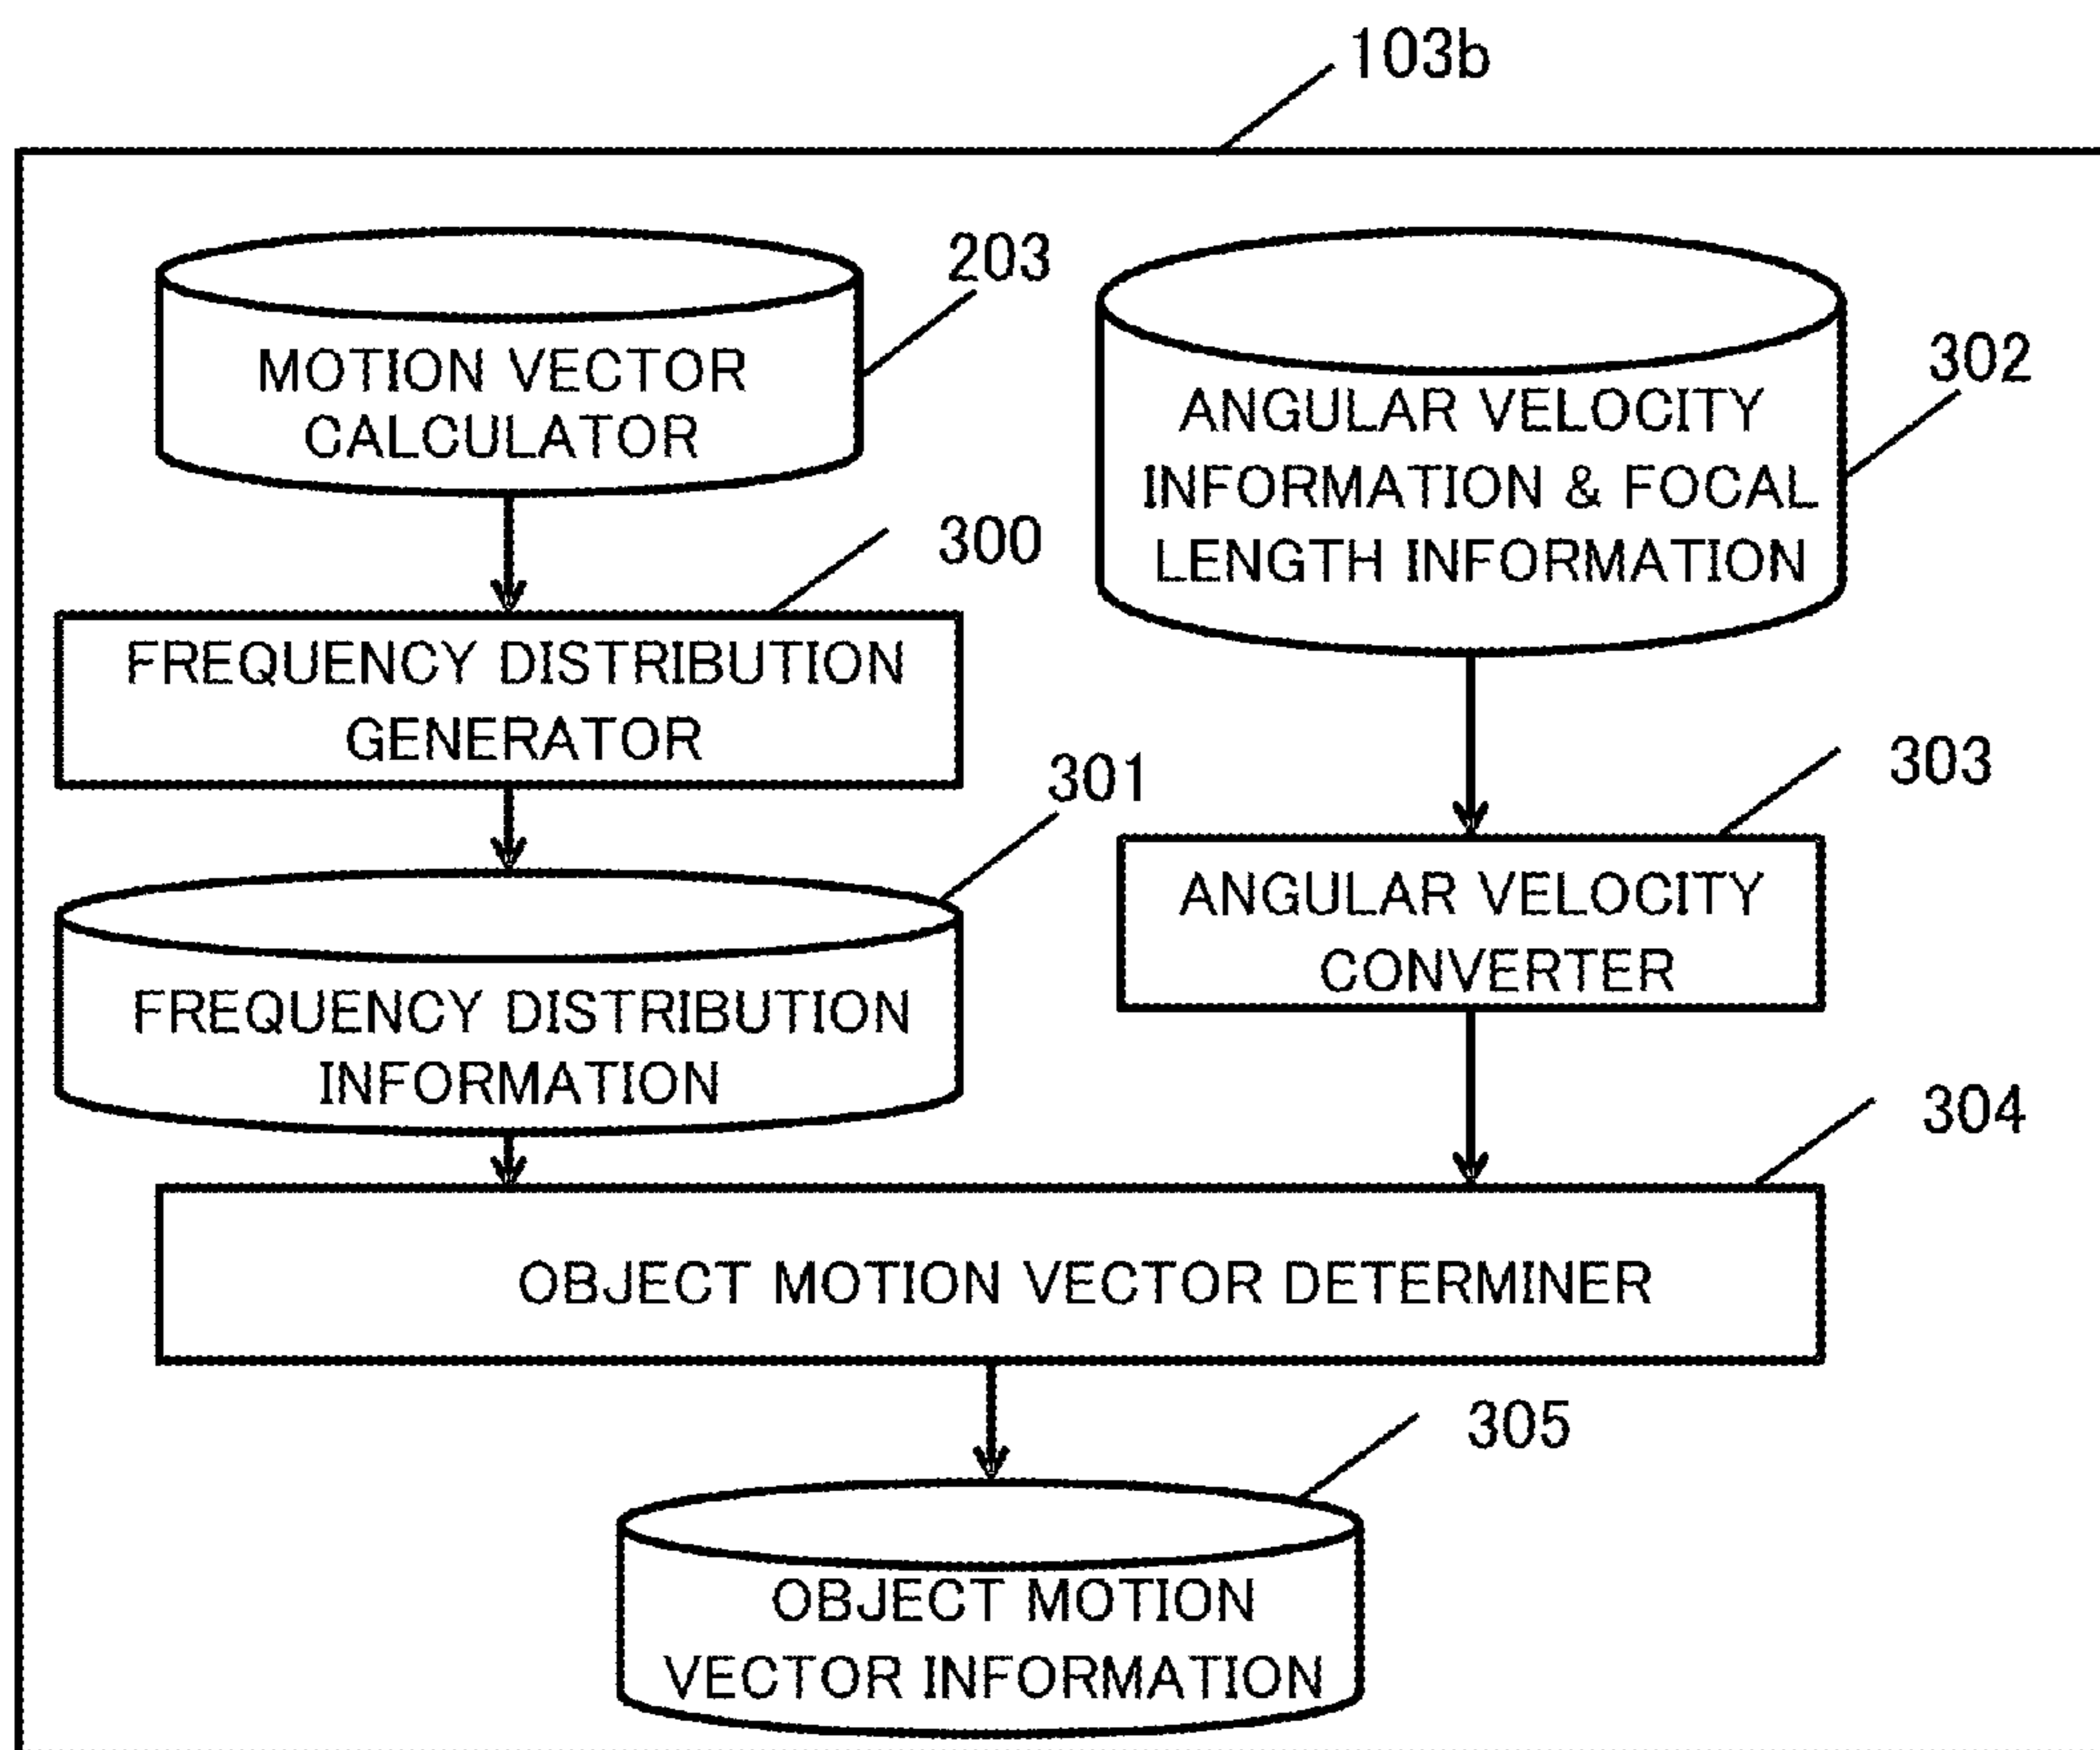 103b
203
MOTION VECTOR
CALCULATOR
302
ANGULAR VELOCITY
INFORMATION & FOCAL
LENGTH INFORMATION
300
FREQUENCY DISTRIBUTION
GENERATOR
303
ANGULAR VELOCITY
CONVERTER
301
FREQUENCY DISTRIBUTION
INFORMATION
304
OBJECT MOTION VECTOR DETERMINER
305
OBJECT MOTION
VECTOR INFORMATION